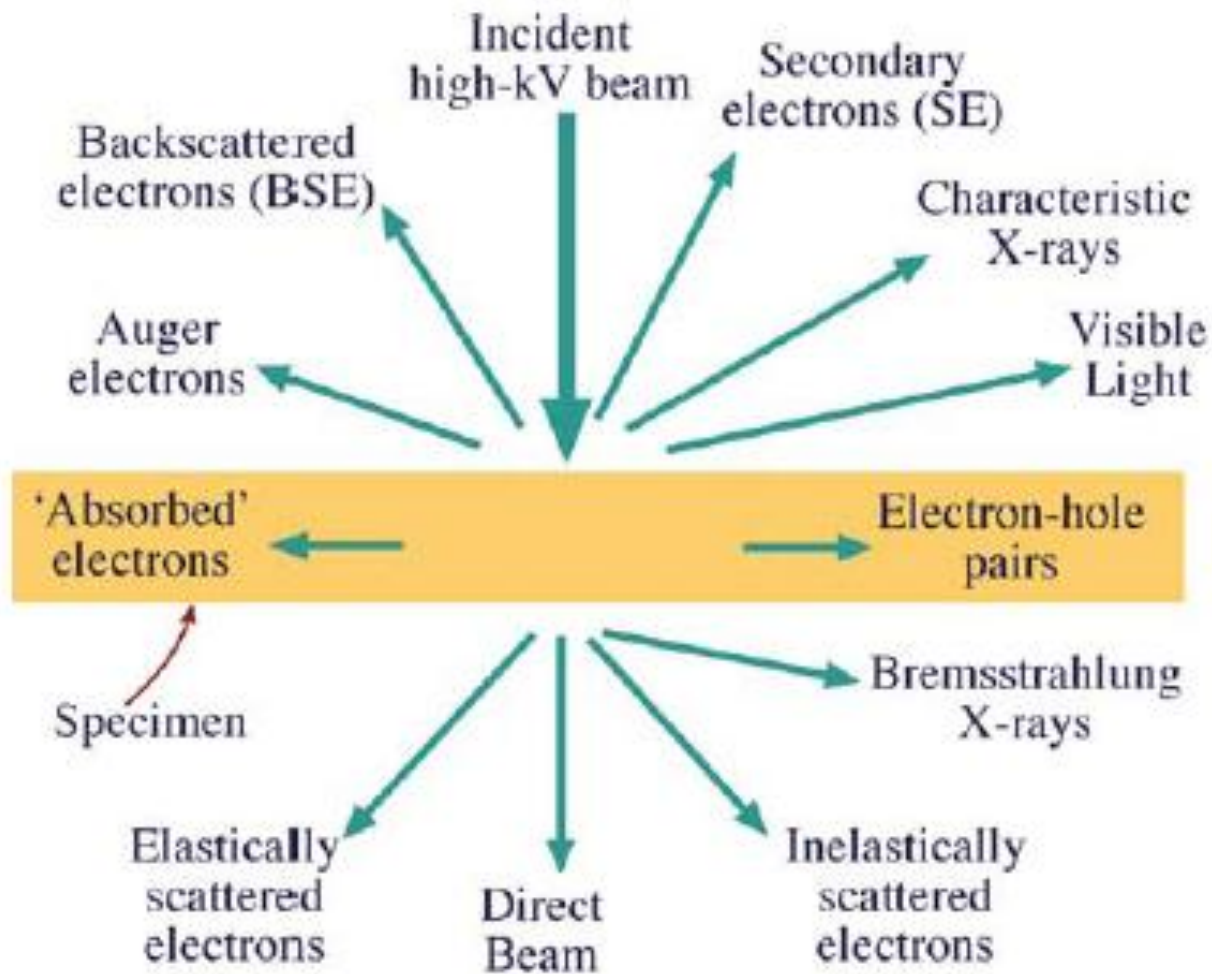 Incident
high-kV beam
Secondary
electrons (SE)
Backscattered
electrons (BSE)
Characteristic
X-rays
Auger
electrons
Visible
Light
‘Absorbed’
electrons
Electron-hole
pairs
Specimen
Bremsstrahlung
X-rays
Elastically
scattered
electrons
Direct
Beam
Inelastically
scattered
electrons